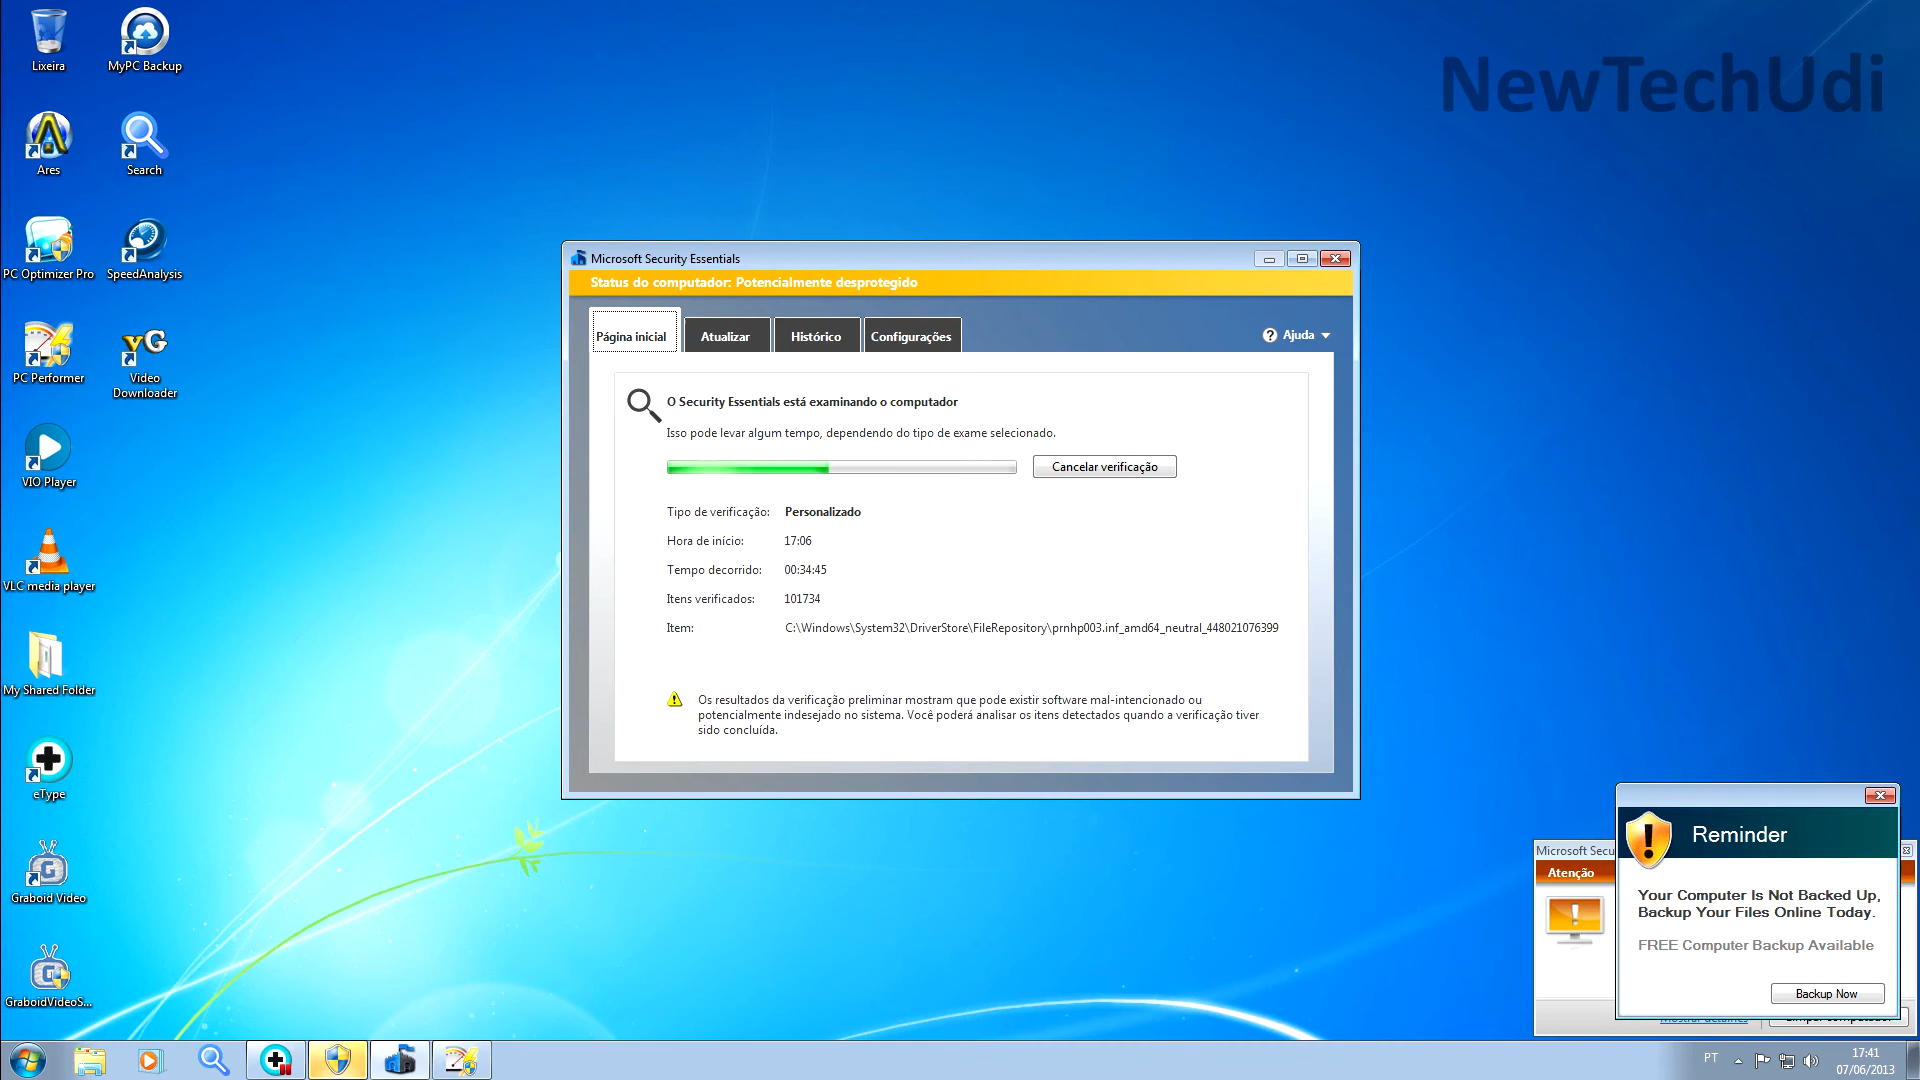 NewTechUdi
Lixeira
MyPC Backup
Ares
Search
PC Optimizer Pro
SpeedAnalysis
PC Performer
Video
Downloader
VIO Player
VLC media player
My Shared Folder
eType
Graboid Video
GraboidVideoS...
Microsoft Security Essentials
Status do computador: Potencialmente desprotegido
Página inicial
Atualizar
Histórico
Configurações
Ajuda
O Security Essentials está examinando o computador
Isso pode levar algum tempo, dependendo do tipo de exame selecionado.
Cancelar verificação
Tipo de verificação: Personalizado
Hora de início: 17:06
Tempo decorrido: 00:34:45
Itens verificados: 101734
Item: C:\Windows\System32\DriverStore\FileRepository\prnhp003.inf_amd64_neutral_448021076399
Os resultados da verificação preliminar mostram que pode existir software mal-intencionado ou
potencialmente indesejado no sistema. Você poderá analisar os itens detectados quando a verificação tiver
sido concluída.
Microsoft Secu
Atenção
Reminder
Your Computer Is Not Backed Up,
Backup Your Files Online Today.
FREE Computer Backup Available
Backup Now
PT
17:41
07/06/2013